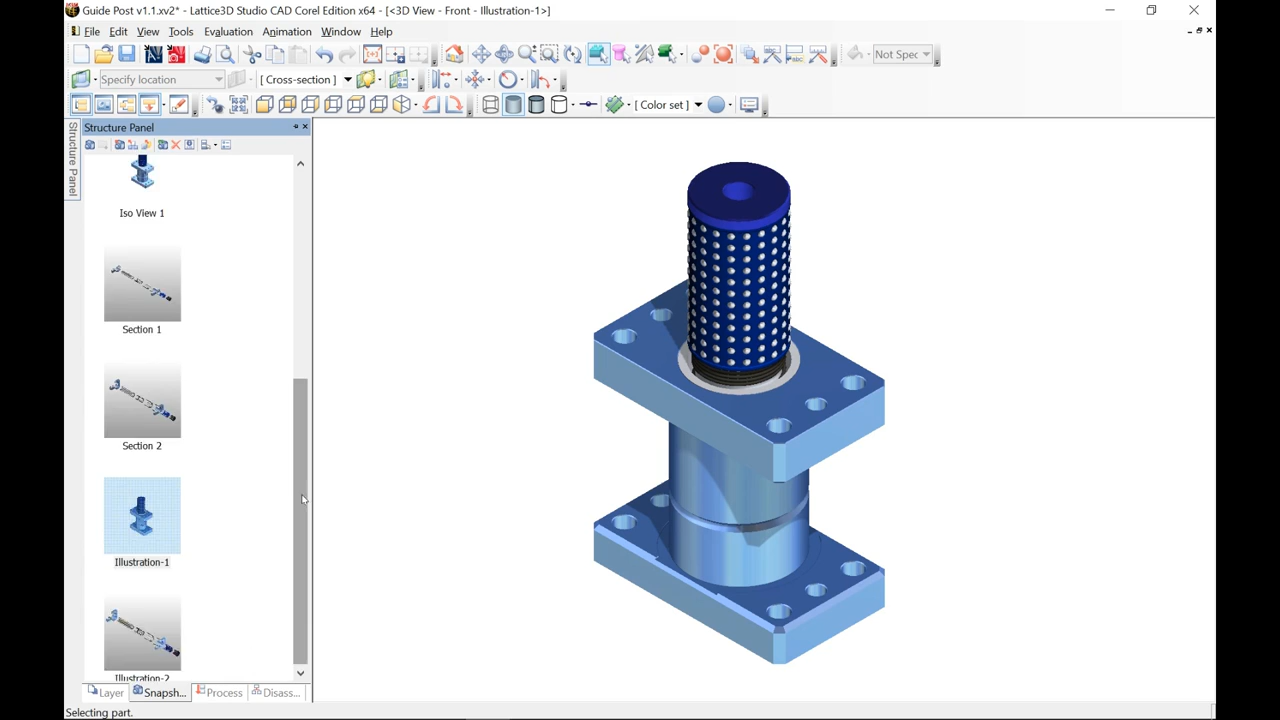 Guide Post v1.1.xv2* - Lattice3D Studio CAD Corel Edition x64 - [<3D View - Front - Illustration-1>]
File Edit View Tools Evaluation Animation Window Help
Not Spec
Specify location [ Cross-section ]
[ Color set ]
Structure Panel
Structure Panel
Iso View 1
Section 1
Section 2
Illustration-1
Illustration-2
Layer Snapsh... Process Disass...
Selecting part.